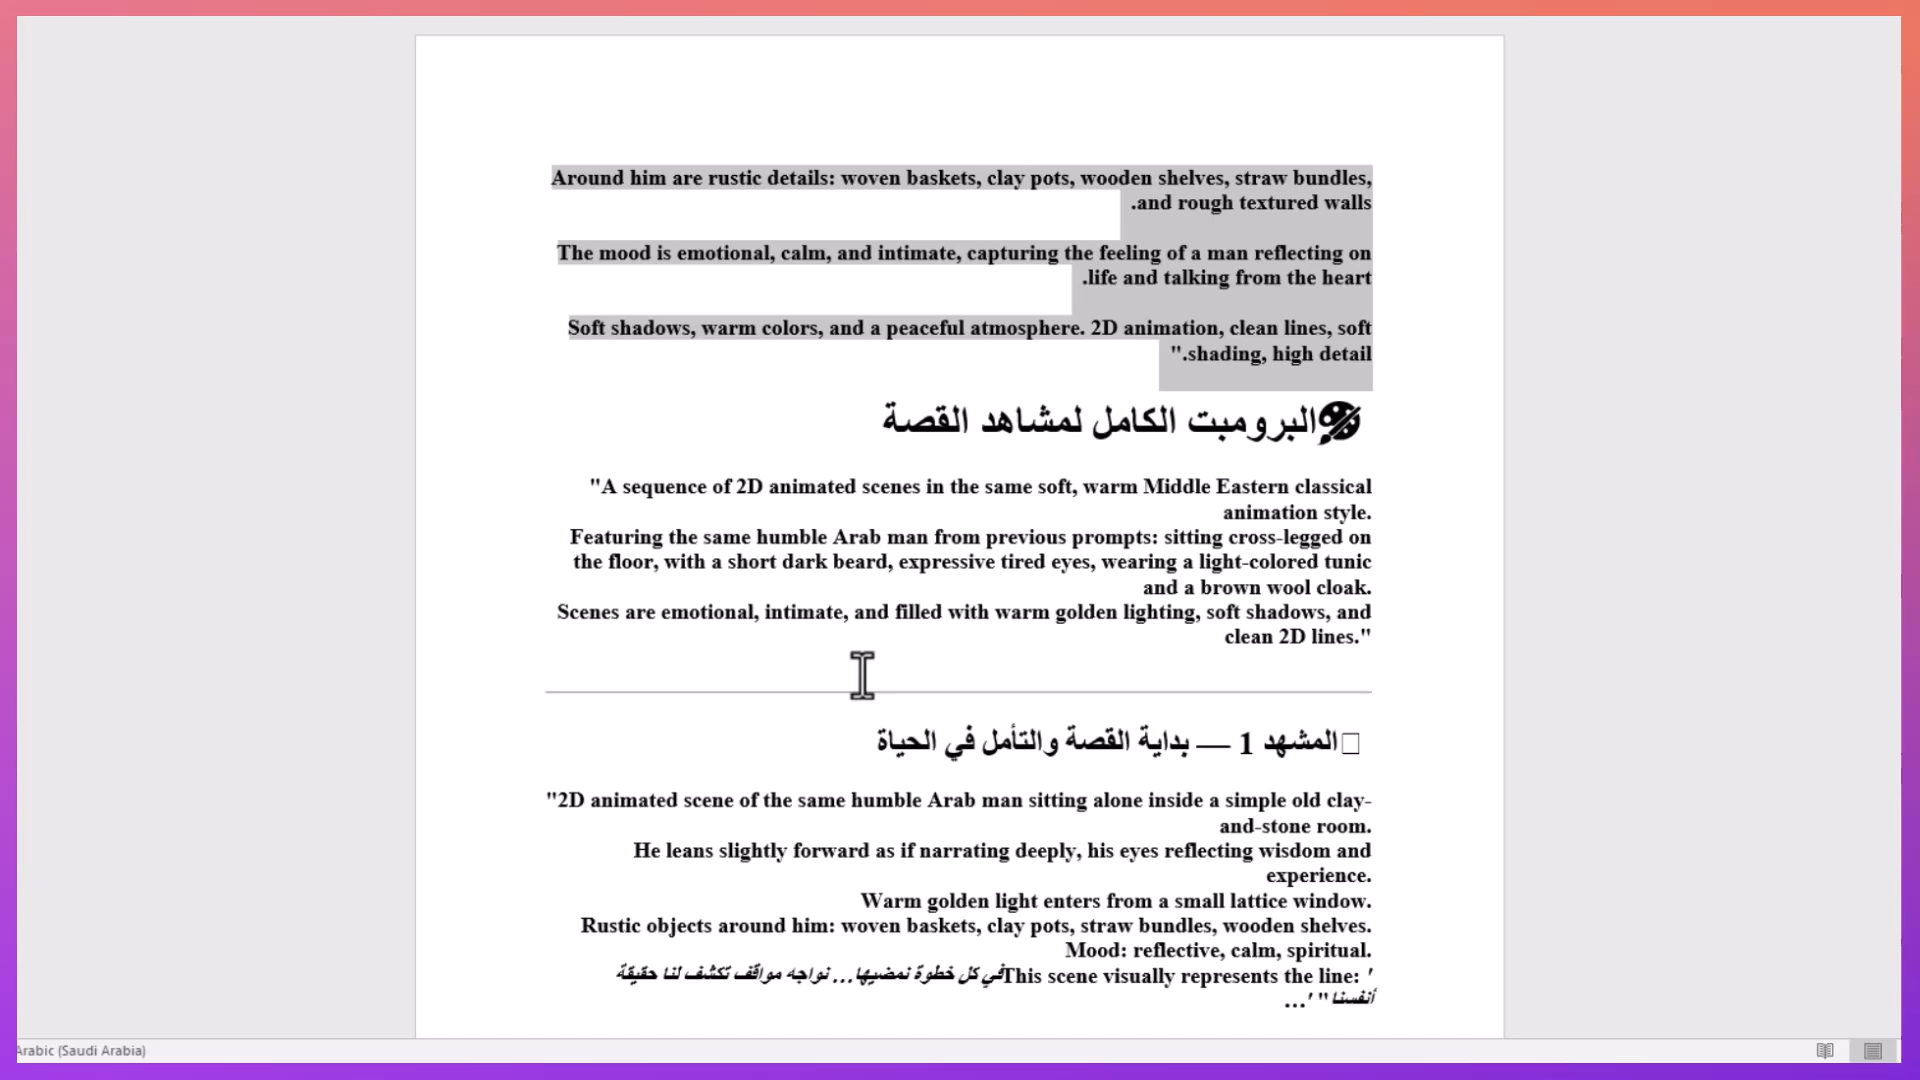 Around him are rustic details: woven baskets, clay pots, wooden shelves, straw bundles,
and rough textured walls.
The mood is emotional, calm, and intimate, capturing the feeling of a man reflecting on
life and talking from the heart.
Soft shadows, warm colors, and a peaceful atmosphere. 2D animation, clean lines, soft
shading, high detail."
البرومبت الكامل لمشاهد القصة
"A sequence of 2D animated scenes in the same soft, warm Middle Eastern classical
animation style.
Featuring the same humble Arab man from previous prompts: sitting cross-legged on
the floor, with a short dark beard, expressive tired eyes, wearing a light-colored tunic
and a brown wool cloak.
Scenes are emotional, intimate, and filled with warm golden lighting, soft shadows, and
clean 2D lines."
المشهد 1 — بداية القصة والتأمل في الحياة
"2D animated scene of the same humble Arab man sitting alone inside a simple old clay-
and-stone room.
He leans slightly forward as if narrating deeply, his eyes reflecting wisdom and
experience.
Warm golden light enters from a small lattice window.
Rustic objects around him: woven baskets, clay pots, straw bundles, wooden shelves.
Mood: reflective, calm, spiritual.
This scene visually represents the line: 'في كل خطوة نمضيها... نواجه مواقف تكشف لنا حقيقة
أنفسنا "'...
Arabic (Saudi Arabia)